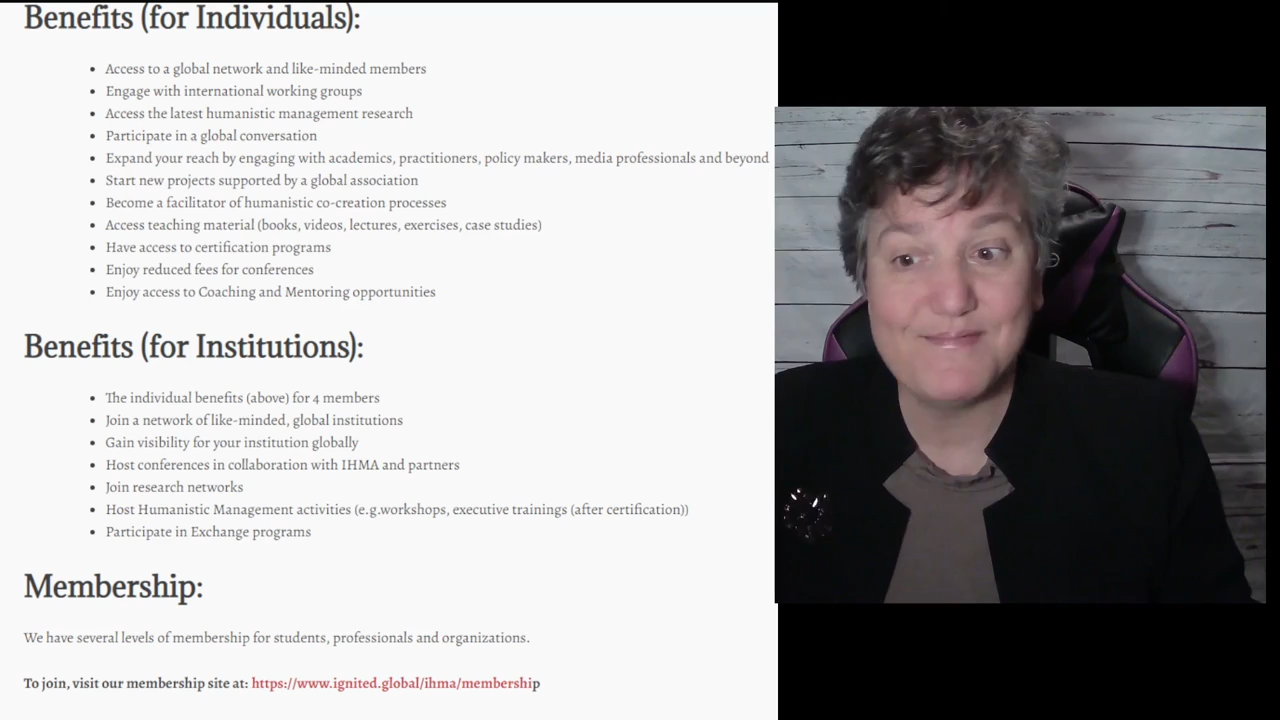 Benefits (for Individuals):
Access to a global network and like-minded members
Engage with international working groups
Access the latest humanistic management research
Participate in a global conversation
Expand your reach by engaging with academics, practitioners, policy makers, media professionals and beyond
Start new projects supported by a global association
Become a facilitator of humanistic co-creation processes
Access teaching material (books, videos, lectures, exercises, case studies)
Have access to certification programs
Enjoy reduced fees for conferences
Enjoy access to Coaching and Mentoring opportunities
Benefits (for Institutions):
The individual benefits (above) for 4 members
Join a network of like-minded, global institutions
Gain visibility for your institution globally
Host conferences in collaboration with IHMA and partners
Join research networks
Host Humanistic Management activities (e.g.workshops, executive trainings (after certification))
Participate in Exchange programs
Membership:
We have several levels of membership for students, professionals and organizations.
To join, visit our membership site at: https://www.ignited.global/ihma/membership